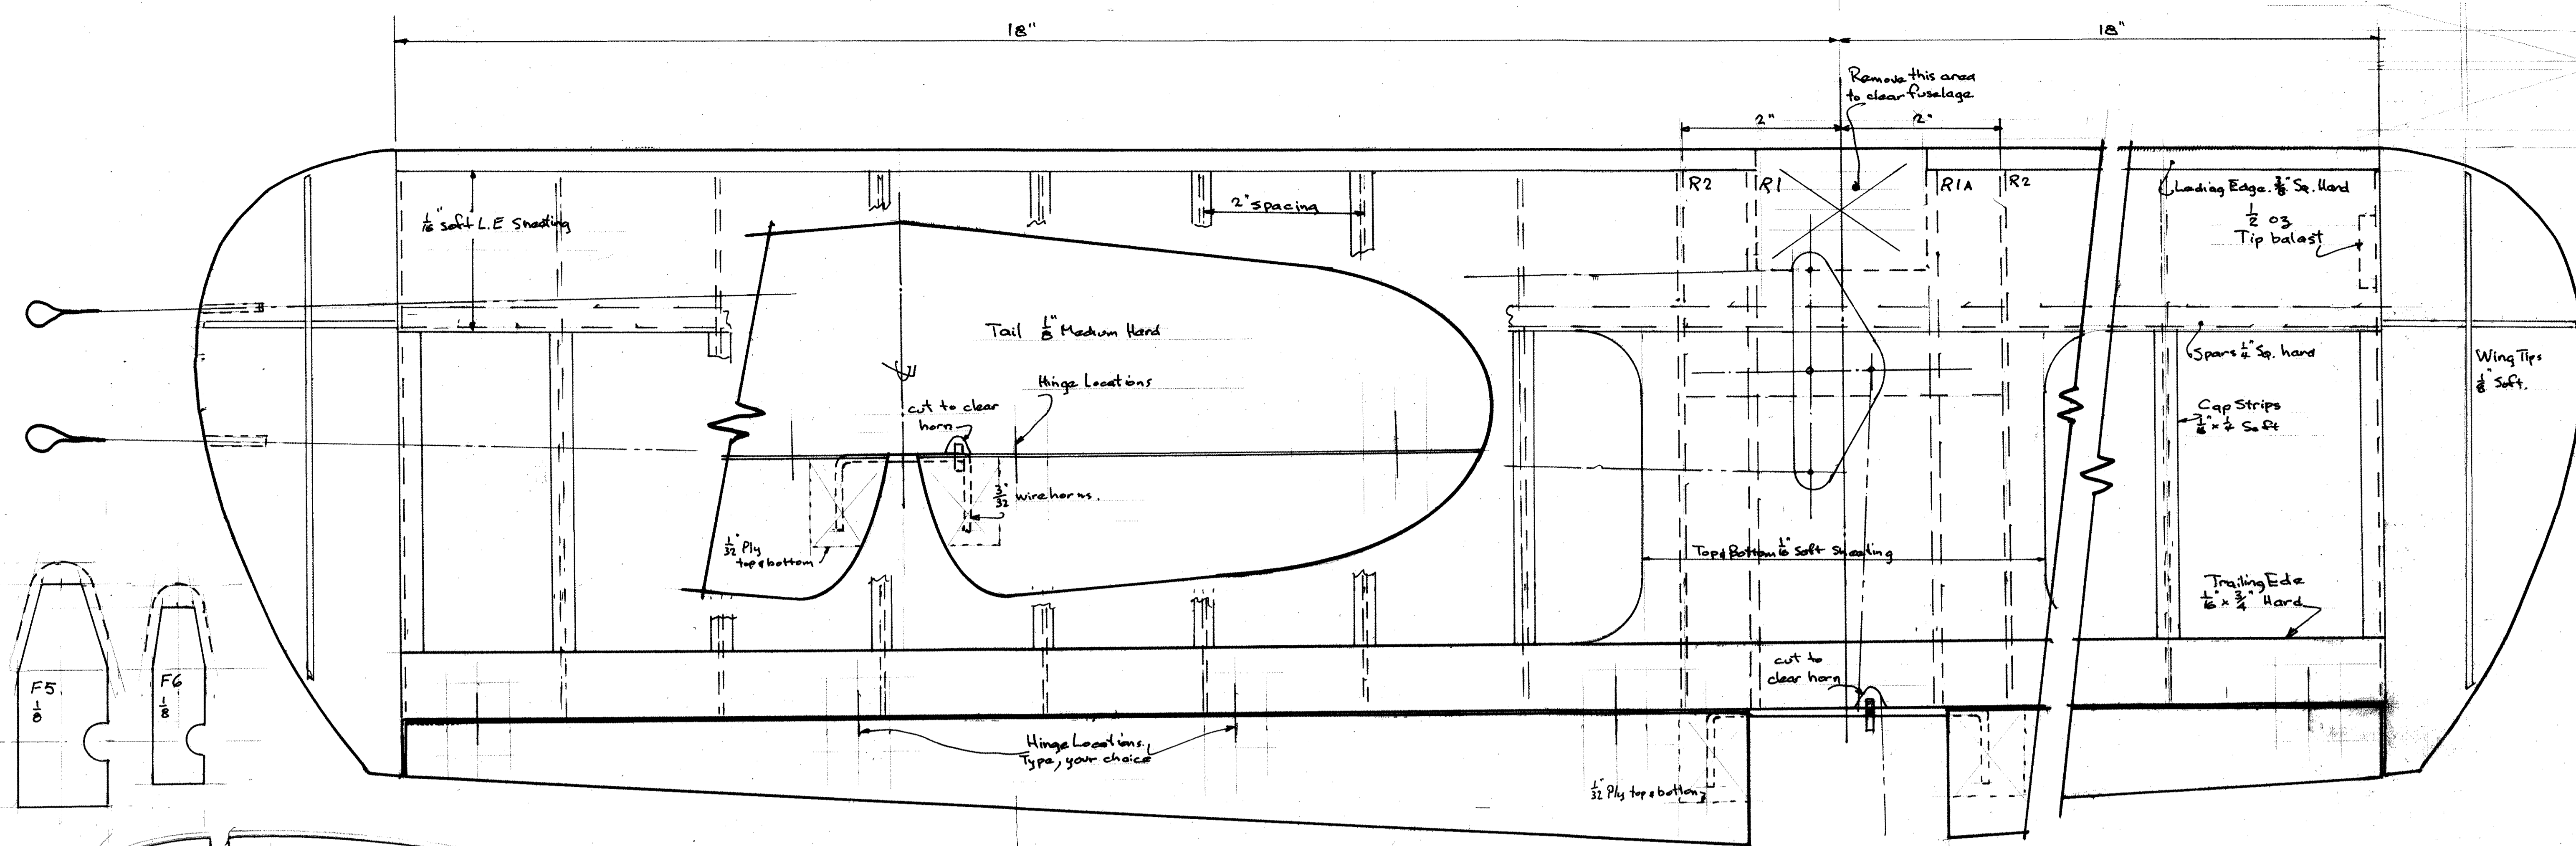 18"
18"
Remove this area
to clear fuselage
2"
2"
R2
R1
R1A
R2
Leading Edge. 3/8" Sq. Hard
1/2 oz
Tip balast
1/16" soft L.E Sheeting
2" spacing
Tail 1/8" Medium Hard
Hinge Locations
cut to clear
horn
3/32" wire horns.
1/32" Ply
top & bottom
Spars 1/4" Sq. hard
Wing Tips
1/8" Soft.
Cap Strips
1/16" x 1/4 Soft
Top & Bottom 1/16" Soft Sheeting
Trailing Ede
1/16" x 3/4" Hard
F5
1/8
F6
1/8
cut to
clear horn
Hinge Locations.
Type, your choice
1/32" Ply top & bottom